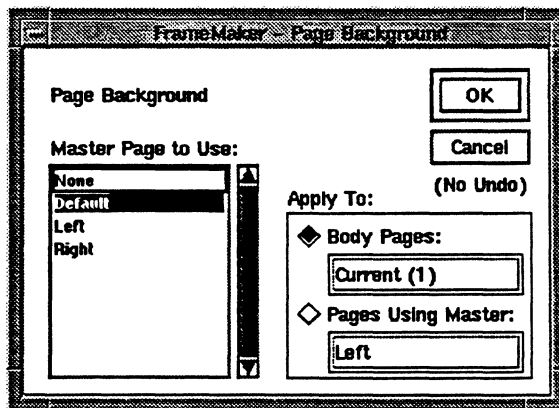 FrameMaker - Page Background
Page Background
OK
Cancel
(No Undo)
Master Page to Use:
None
Default
Left
Right
Apply To:
Body Pages:
Current (1)
Pages Using Master:
Left